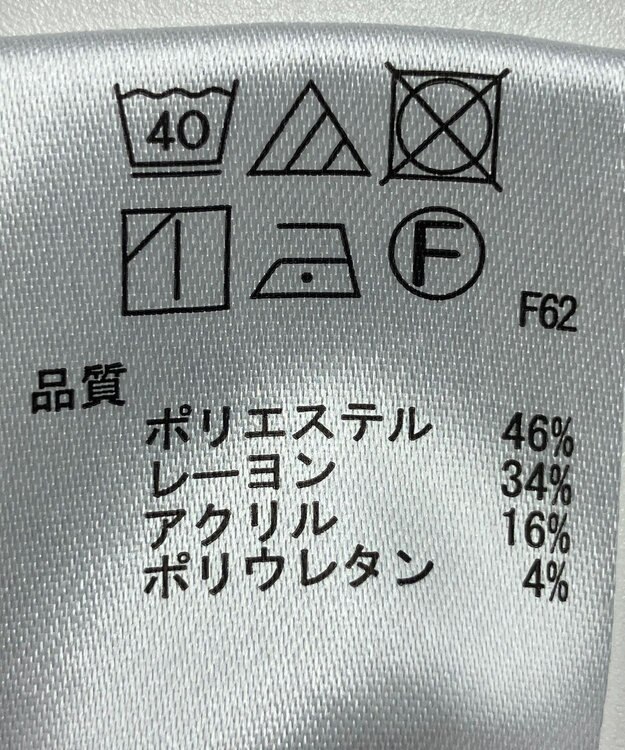 40
F
F62
品質
ポリエステル 46%
レーヨン 34%
アクリル 16%
ポリウレタン 4%